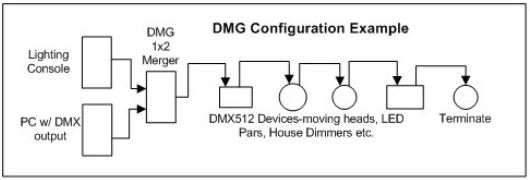 DMG Configuration Example
DMG
1x2
Merger
Lighting
Console
PC w/ DMX
output
DMX512 Devices-moving heads, LED
Pars, House Dimmers etc.
Terminate